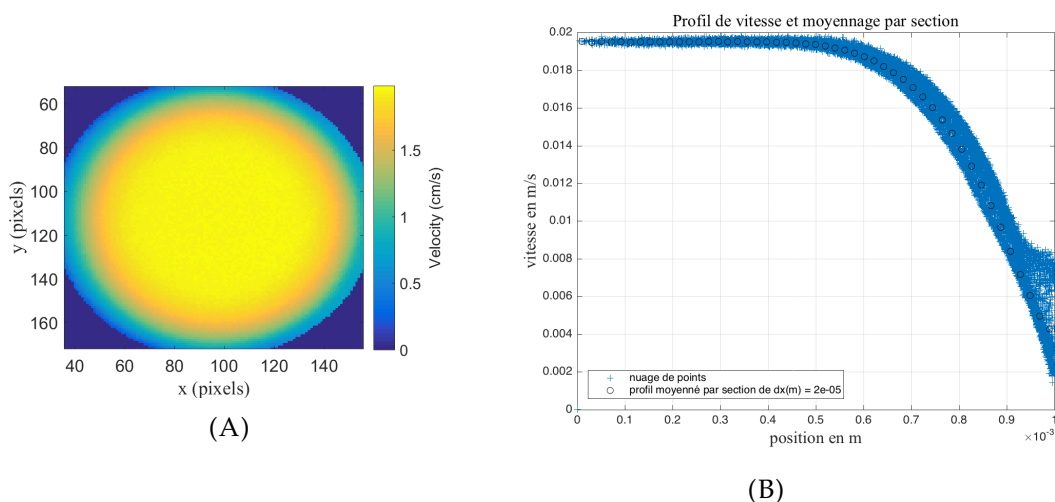 60
80
100
120
140
160
y (pixels)
40 60 80 100 120 140
x (pixels)
1.5
1
0.5
0
Velocity (cm/s)
(A)
Profil de vitesse et moyennage par section
0.02
0.018
0.016
0.014
0.012
0.01
0.008
0.006
0.004
0.002
0
vitesse en m/s
nuage de points
profil moyenné par section de dx(m) = 2e-05
0 0.1 0.2 0.3 0.4 0.5 0.6 0.7 0.8 0.9 1
position en m
×10⁻³
(B)